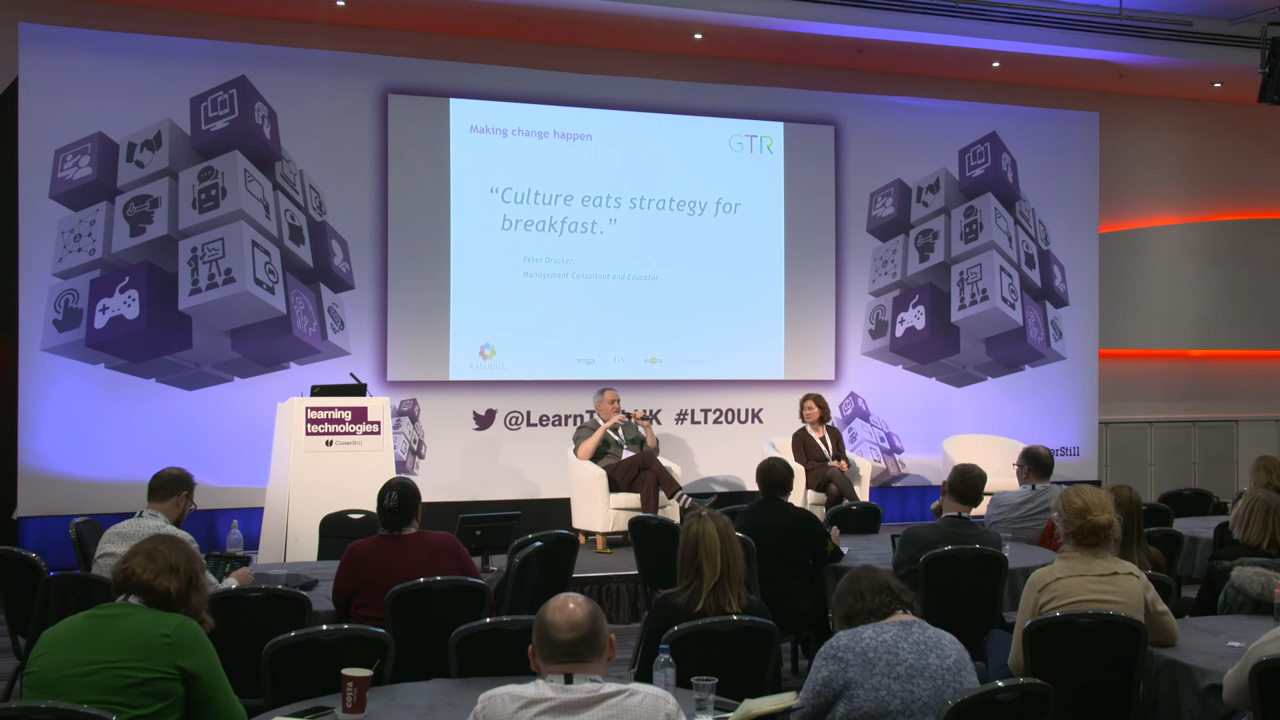 Making change happen
GTR
“Culture eats strategy for
breakfast.”
Peter Drucker,
Management Consultant and Educator
KALLIDUS
learning
technologies
CloserStill
@LearnT UK #LT20UK
erStill
COSTA